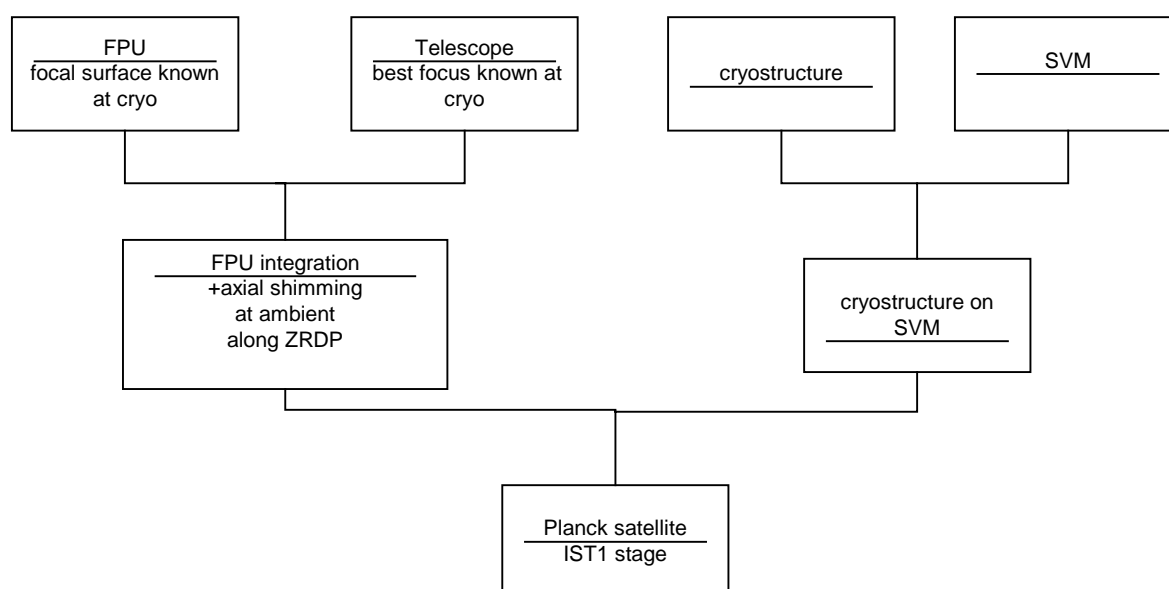 FPU
focal surface known
at cryo
Telescope
best focus known at
cryo
cryostructure
SVM
FPU integration
+axial shimming
at ambient
along ZRDP
cryostructure on
SVM
Planck satellite
IST1 stage